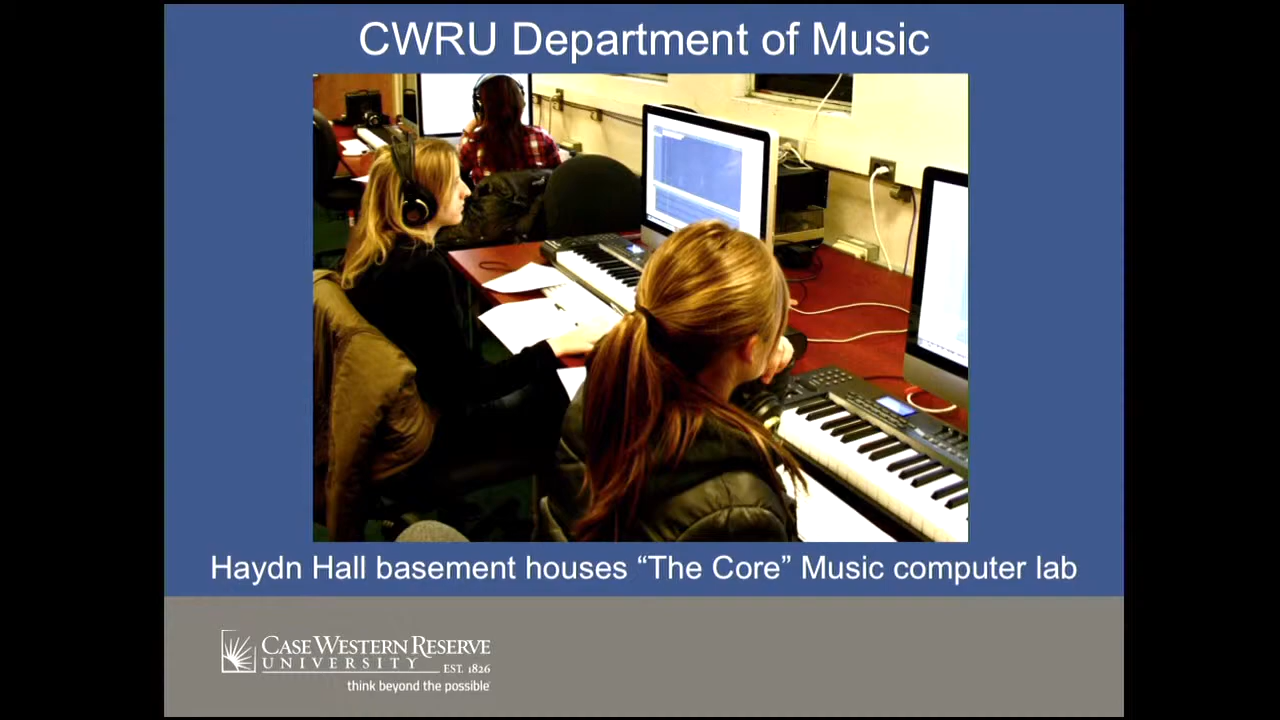 CWRU Department of Music
Haydn Hall basement houses “The Core” Music computer lab
CASE WESTERN RESERVE
UNIVERSITY EST. 1826
think beyond the possible